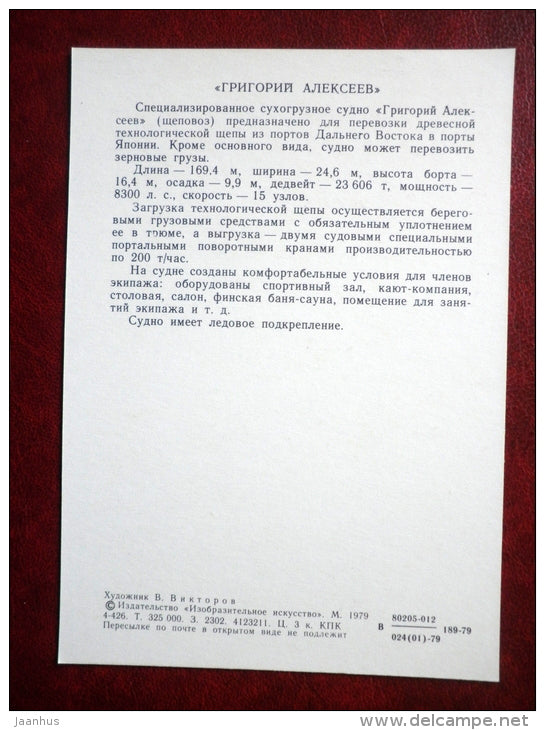 «ГРИГОРИЙ АЛЕКСЕЕВ»
Специализированное сухогрузное судно «Григорий Алек-
сеев» (щеповоз) предназначено для перевозки древесной
технологической щепы из портов Дальнего Востока в порты
Японии. Кроме основного вида, судно может перевозить
зерновые грузы.
Длина — 169,4 м, ширина — 24,6 м, высота борта —
16,4 м, осадка — 9,9 м, дедвейт — 23 606 т, мощность —
8300 л. с., скорость — 15 узлов.
Загрузка технологической щепы осуществляется берего-
выми грузовыми средствами с обязательным уплотнением
ее в трюме, а выгрузка — двумя судовыми специальными
портальными поворотными кранами производительностью
по 200 т/час.
На судне созданы комфортабельные условия для членов
экипажа: оборудованы спортивный зал, кают-компания,
столовая, салон, финская баня-сауна, помещение для заня-
тий экипажа и т. д.
Судно имеет ледовое подкрепление.
Художник В. Викторов
© Издательство «Изобразительное искусство». М. 1979
4-426. Т. 325 000. З. 2302. 4123211. Ц. 3 к. КПК
Пересылке по почте в открытом виде не подлежит
В 80205-012 189-79
024(01)-79
jaanhus
www.delcampe.net